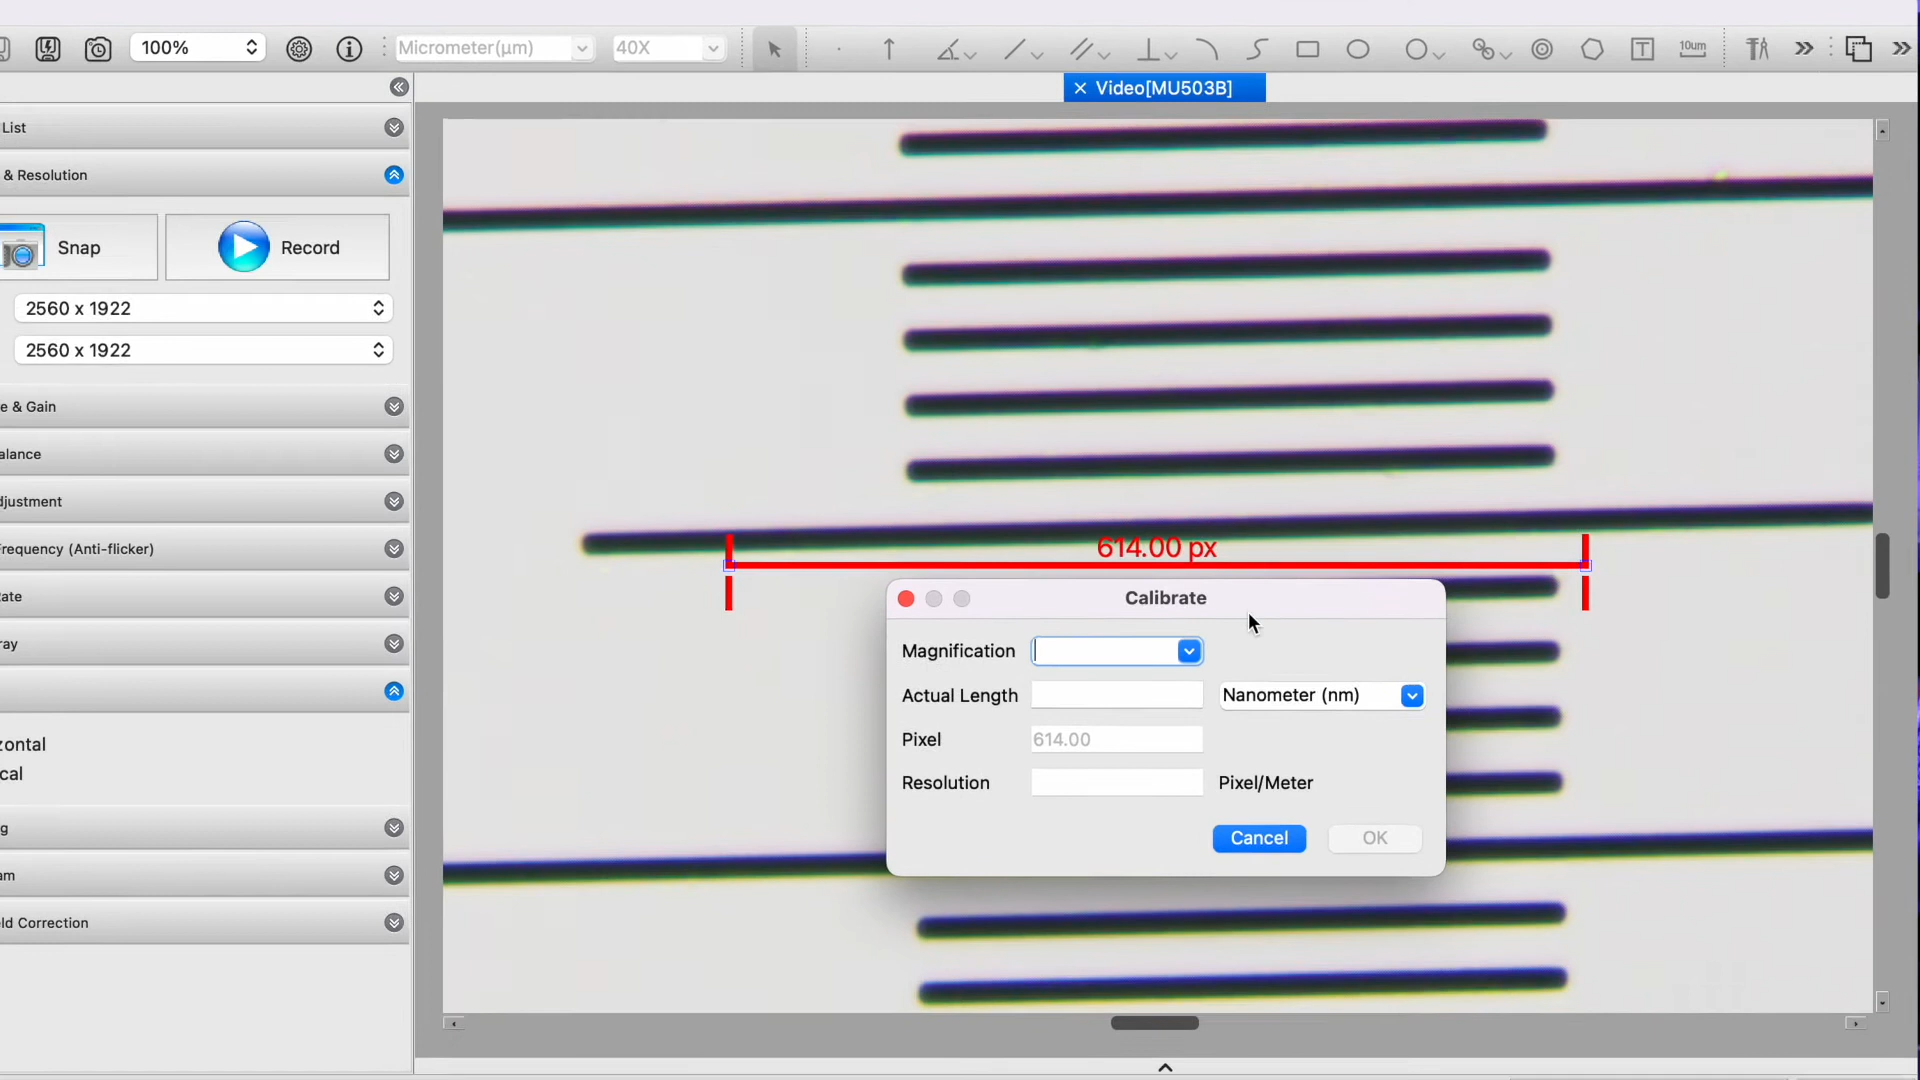 100%
Micrometer(µm)
40X
10um
Video[MU503B]
List
& Resolution
Snap
Record
2560 x 1922
2560 x 1922
e & Gain
alance
djustment
requency (Anti-flicker)
ate
ray
zontal
cal
g
am
ld Correction
614.00 px
Calibrate
Magnification
Actual Length
Nanometer (nm)
Pixel
614.00
Resolution
Pixel/Meter
Cancel
OK